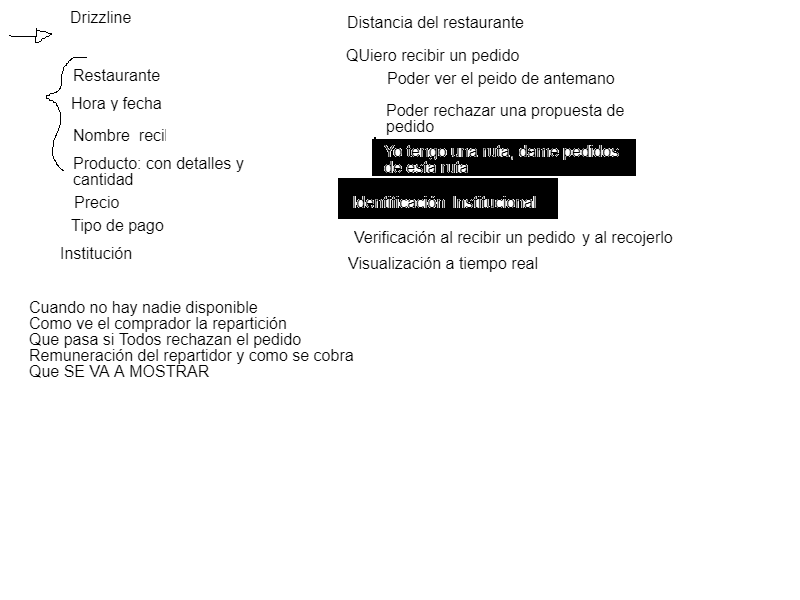 Drizzline
Restaurante
Hora y fecha
Nombre
Producto: con detalles y
cantidad
Precio
Tipo de pago
Institución
Distancia del restaurante
QUiero recibir un pedido
Poder ver el peido de antemano
Poder rechazar una propuesta de
pedido
Yo tengo una ruta, dame pedidos
de esta ruta
Identificación Institucional
Verificación al recibir un pedido y al recojerlo
Visualización a tiempo real
Cuando no hay nadie disponible
Como ve el comprador la repartición
Que pasa si Todos rechazan el pedido
Remuneración del repartidor y como se cobra
Que SE VA A MOSTRAR